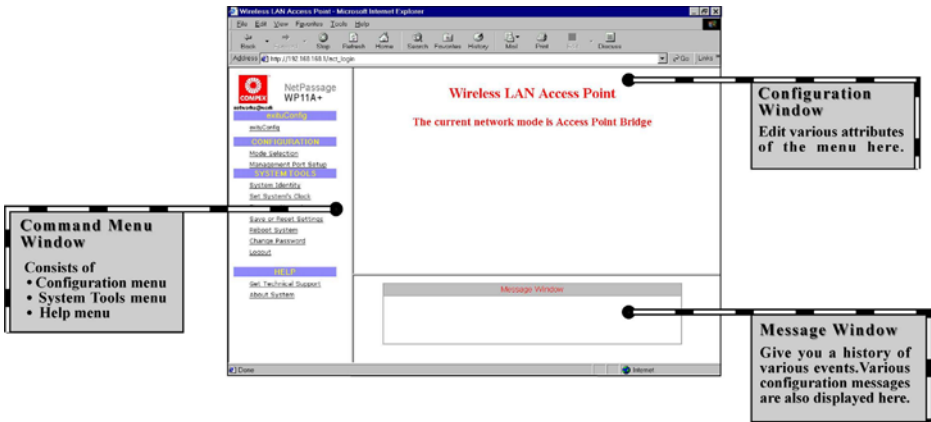 Wireless LAN Access Point - Microsoft Internet Explorer
File Edit View Favorites Tools Help
Back Stop Refresh Home Search Favorites History Mail Print Edit Discuss
Address http://192.168.168.1/act_login Go Links
COMPEX
NetPassage
WP11A+
exituConfig
exituConfig
CONFIGURATION
Mode Selection
Management Port Setup
SYSTEM TOOLS
System Identity
Set System's Clock
Save or Reset Settings
Reboot System
Change Password
Logout
HELP
Get Technical Support
About System
Wireless LAN Access Point
The current network mode is Access Point Bridge
Message Window
Done Internet
Command Menu
Window
Consists of
• Configuration menu
• System Tools menu
• Help menu
Configuration
Window
Edit various attributes
of the menu here.
Message Window
Give you a history of
various events.Various
configuration messages
are also displayed here.